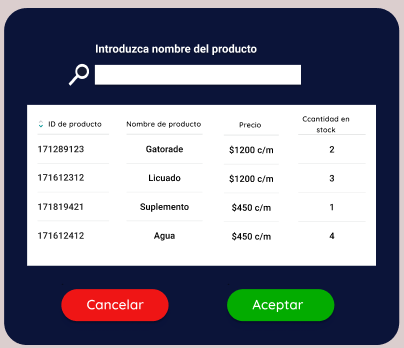 Introduzca nombre del producto
ID de producto Nombre de producto Precio Ccantidad en stock
171289123 Gatorade $1200 c/m 2
171612312 Licuado $1200 c/m 3
171819421 Suplemento $450 c/m 1
171612412 Agua $450 c/m 4
Cancelar Aceptar